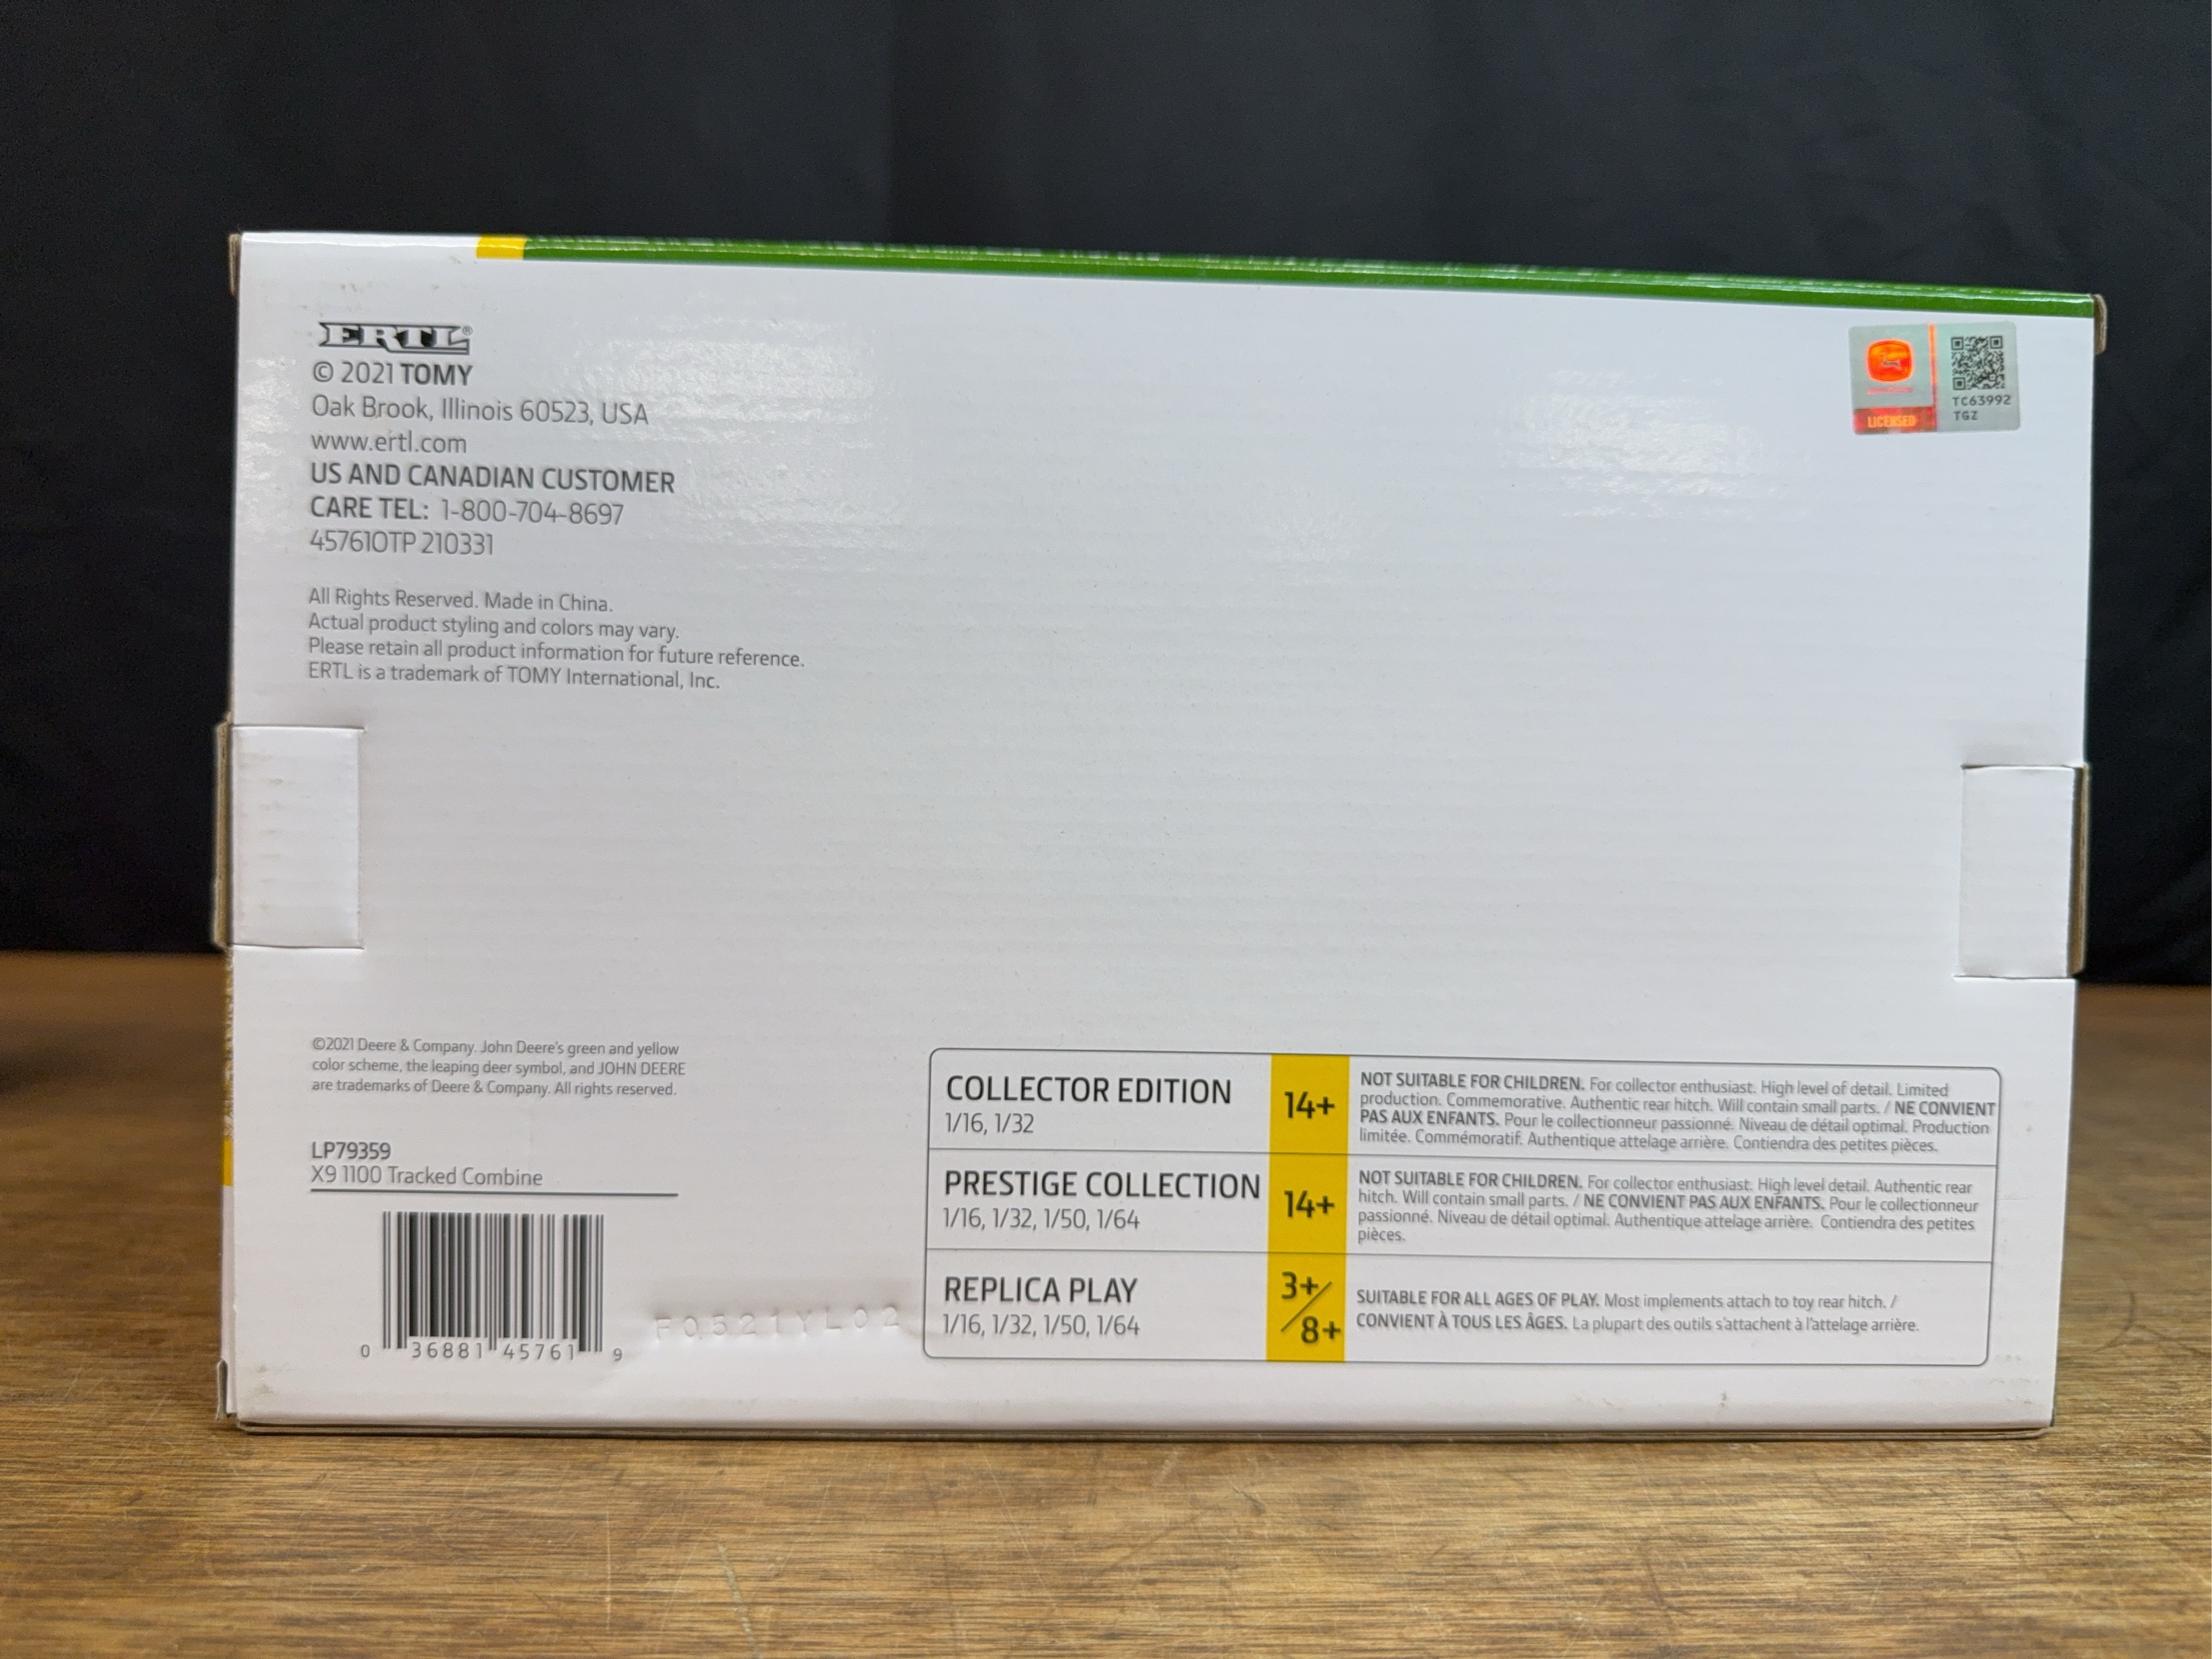 ERTL®
© 2021 TOMY
Oak Brook, Illinois 60523, USA
www.ertl.com
US AND CANADIAN CUSTOMER
CARE TEL: 1-800-704-8697
45761OTP 210331
All Rights Reserved. Made in China.
Actual product styling and colors may vary.
Please retain all product information for future reference.
ERTL is a trademark of TOMY International, Inc.
LICENSED
TC63992
TGZ
©2021 Deere & Company. John Deere's green and yellow
color scheme, the leaping deer symbol, and JOHN DEERE
are trademarks of Deere & Company. All rights reserved.
LP79359
X9 1100 Tracked Combine
0 36881 45761 9
F0521YL02
COLLECTOR EDITION
1/16, 1/32
14+
NOT SUITABLE FOR CHILDREN. For collector enthusiast. High level of detail. Limited
production. Commemorative. Authentic rear hitch. Will contain small parts. / NE CONVIENT
PAS AUX ENFANTS. Pour le collectionneur passionné. Niveau de détail optimal. Production
limitée. Commémoratif. Authentique attelage arrière. Contiendra des petites pièces.
PRESTIGE COLLECTION
1/16, 1/32, 1/50, 1/64
14+
NOT SUITABLE FOR CHILDREN. For collector enthusiast. High level detail. Authentic rear
hitch. Will contain small parts. / NE CONVIENT PAS AUX ENFANTS. Pour le collectionneur
passionné. Niveau de détail optimal. Authentique attelage arrière. Contiendra des petites
pièces.
REPLICA PLAY
1/16, 1/32, 1/50, 1/64
3+/
8+
SUITABLE FOR ALL AGES OF PLAY. Most implements attach to toy rear hitch. /
CONVIENT À TOUS LES ÂGES. La plupart des outils s'attachent à l'attelage arrière.